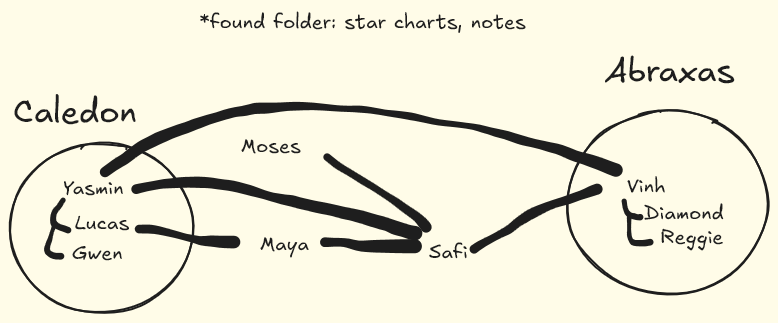 *found folder: star charts, notes
Abraxas
Caledon
Moses
Yasmin
Lucas
Gwen
Maya
Safi
Vinh
Diamond
Reggie